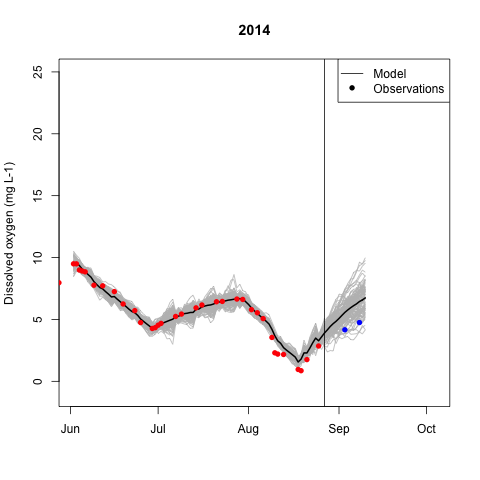 2014
Model
Observations
Dissolved oxygen (mg L-1)
25
20
15
10
5
0
Jun
Jul
Aug
Sep
Oct